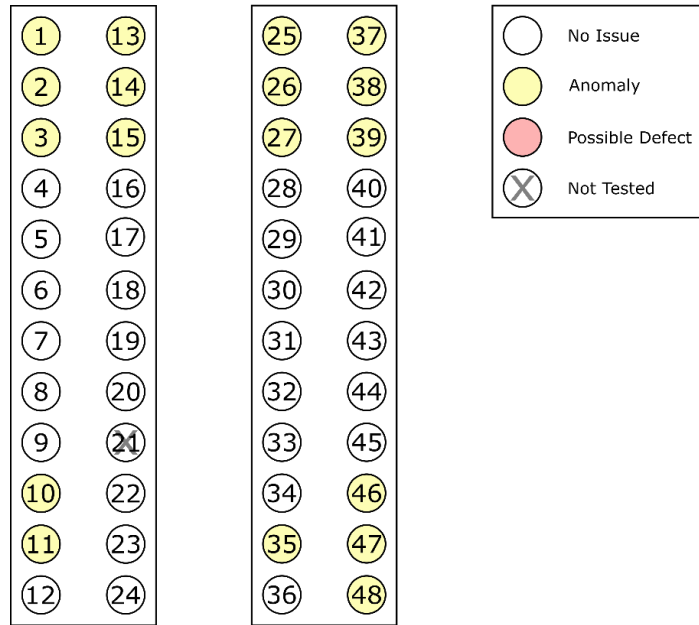 1 13 25 37 No Issue
2 14 26 38 Anomaly
3 15 27 39 Possible Defect
4 16 28 40 X Not Tested
5 17 29 41
6 18 30 42
7 19 31 43
8 20 32 44
9 21 33 45
10 22 34 46
11 23 35 47
12 24 36 48